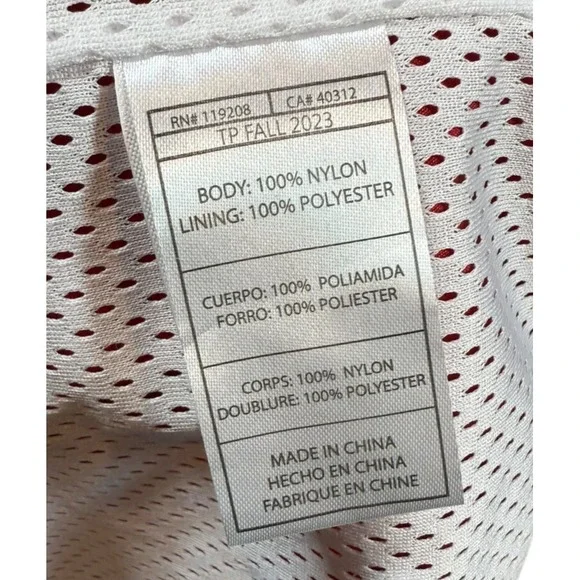 RN# 119208 CA# 40312
TP FALL 2023
BODY: 100% NYLON
LINING: 100% POLYESTER
CUERPO: 100% POLIAMIDA
FORRO: 100% POLIESTER
CORPS: 100% NYLON
DOUBLURE: 100% POLYESTER
MADE IN CHINA
HECHO EN CHINA
FABRIQUE EN CHINE